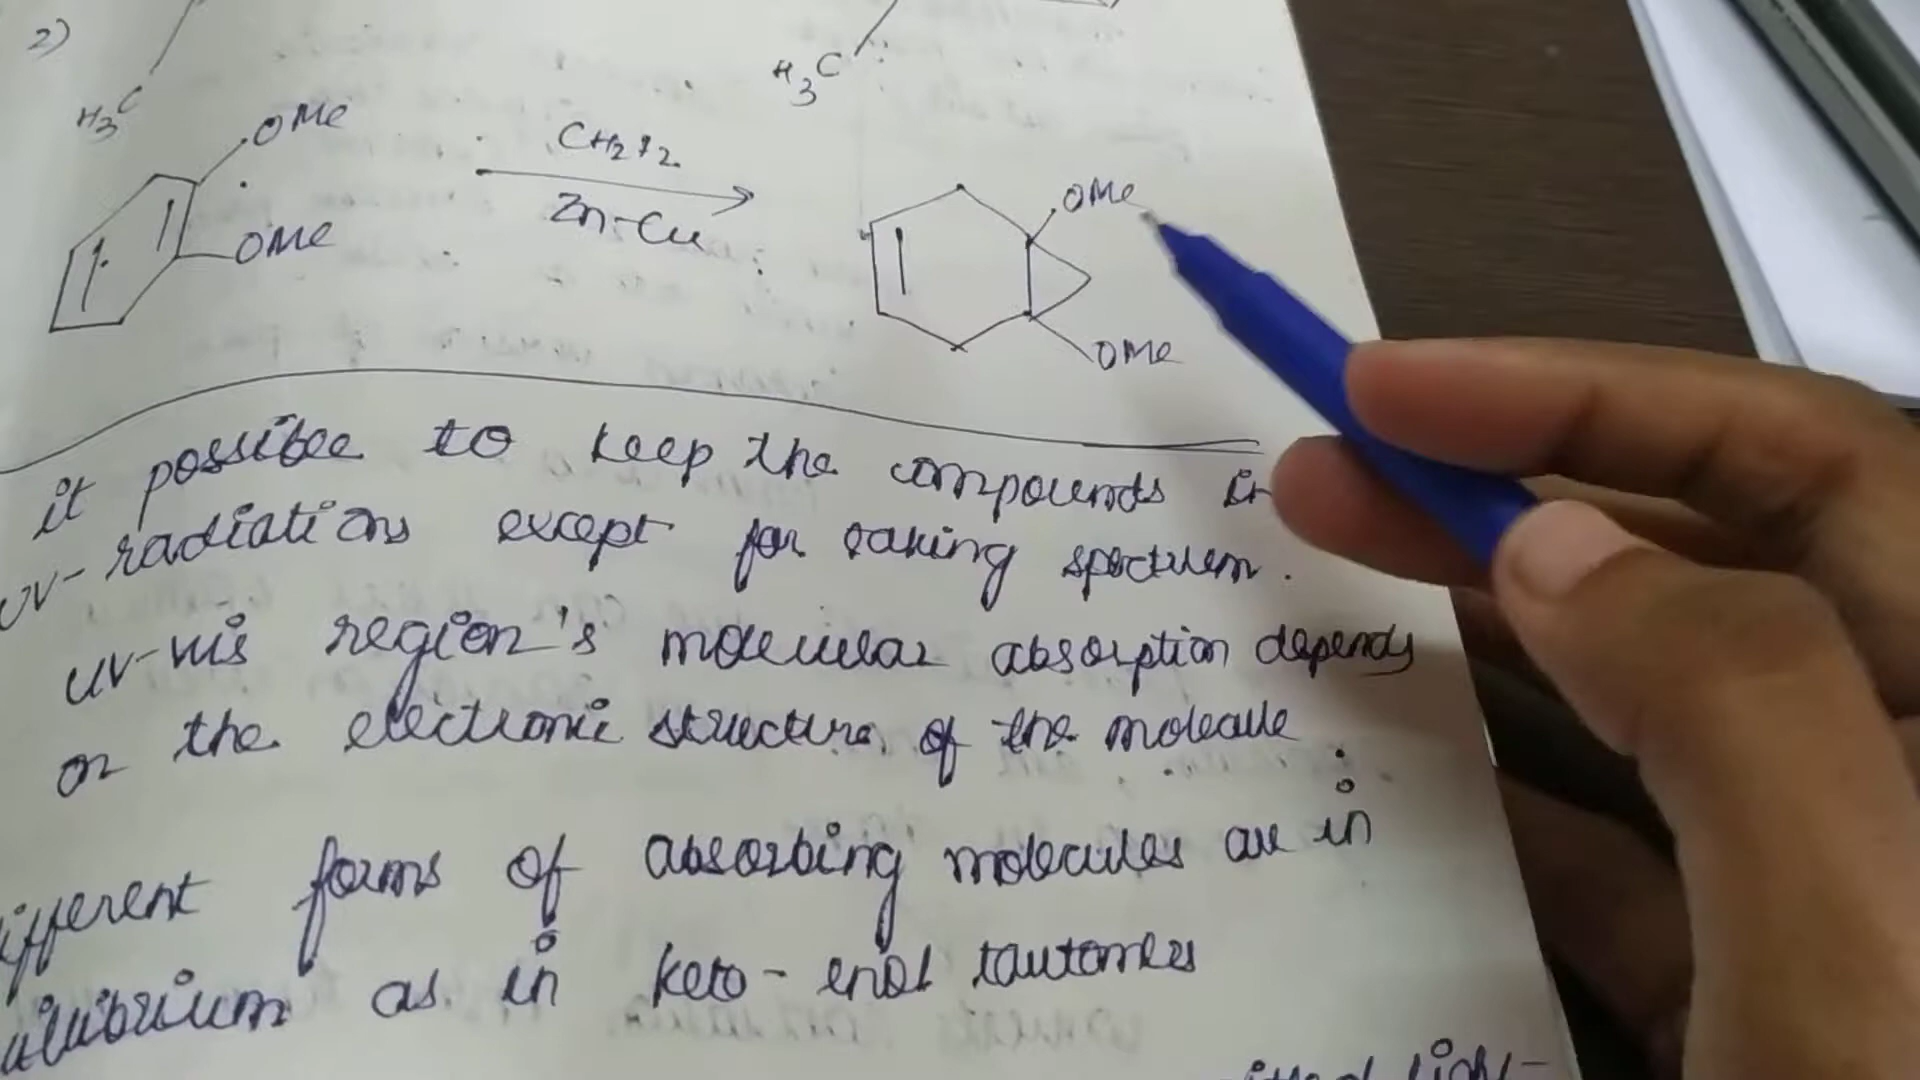 2)
H3C
H3C
OMe
OMe
CH2I2
Zn-Cu
OMe
OMe
it possible to keep the compounds in
UV-radiations except for taking spectrum.
UV-vis region's molecular absorption depends
on the electronic structure of the molecule
ifferent forms of absorbing molecules are in
uilibrium as in keto-enol tautomers